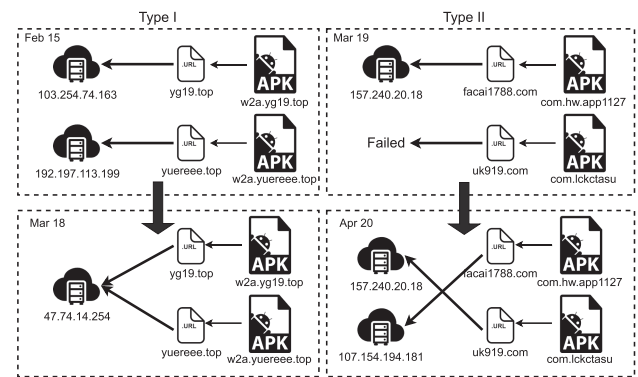 Type I
Type II
Feb 15
.URL
APK
103.254.74.163
yg19.top
w2a.yg19.top
.URL
APK
192.197.113.199
yuereee.top
w2a.yuereee.top
Mar 19
.URL
APK
157.240.20.18
facai1788.com
com.hw.app1127
Failed
.URL
APK
uk919.com
com.lckctasu
Mar 18
.URL
APK
yg19.top
w2a.yg19.top
47.74.14.254
.URL
APK
yuereee.top
w2a.yuereee.top
Apr 20
.URL
APK
157.240.20.18
facai1788.com
com.hw.app1127
.URL
APK
107.154.194.181
uk919.com
com.lckctasu